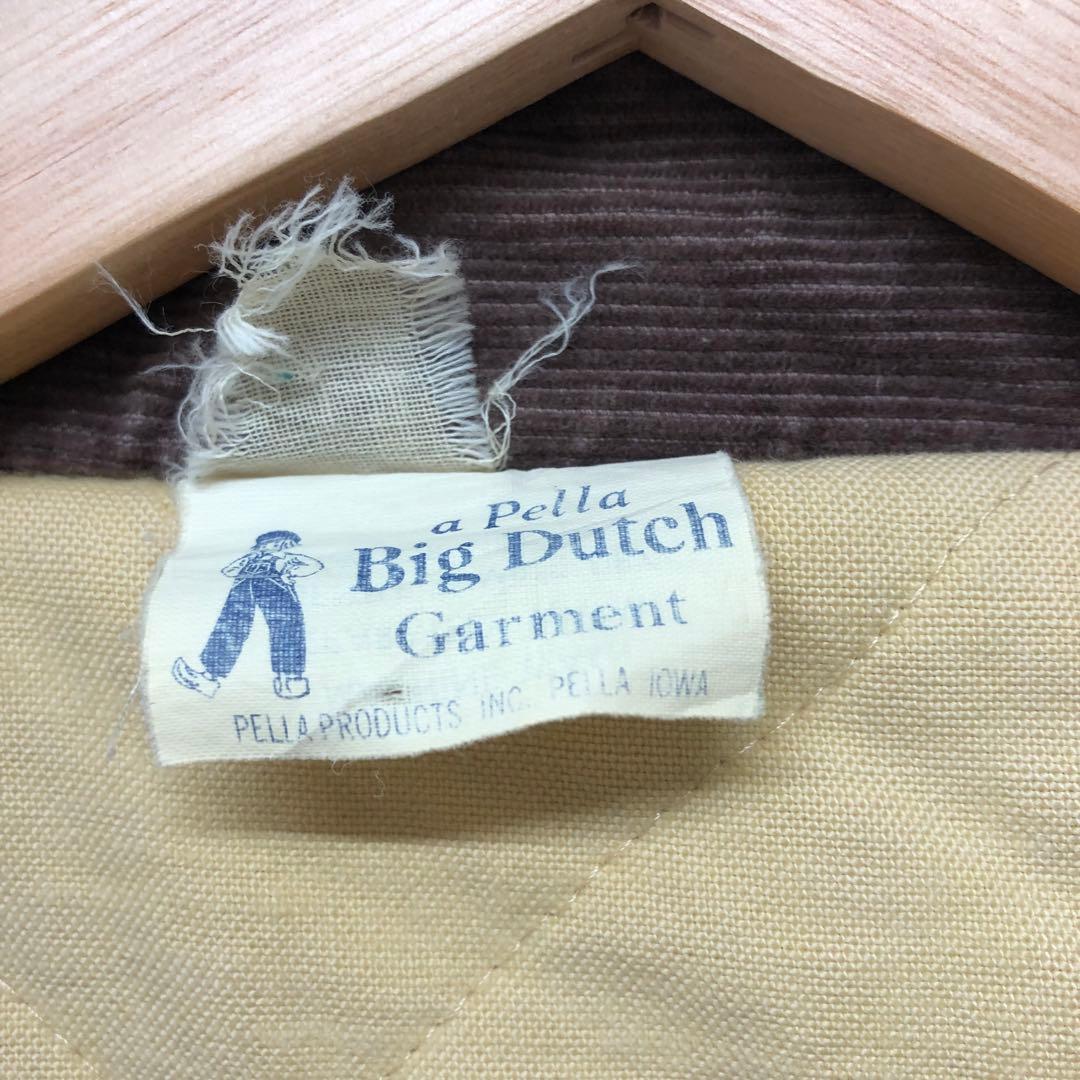 a Pella
Big Dutch
Garment
PELLA PRODUCTS INC. PELLA IOWA